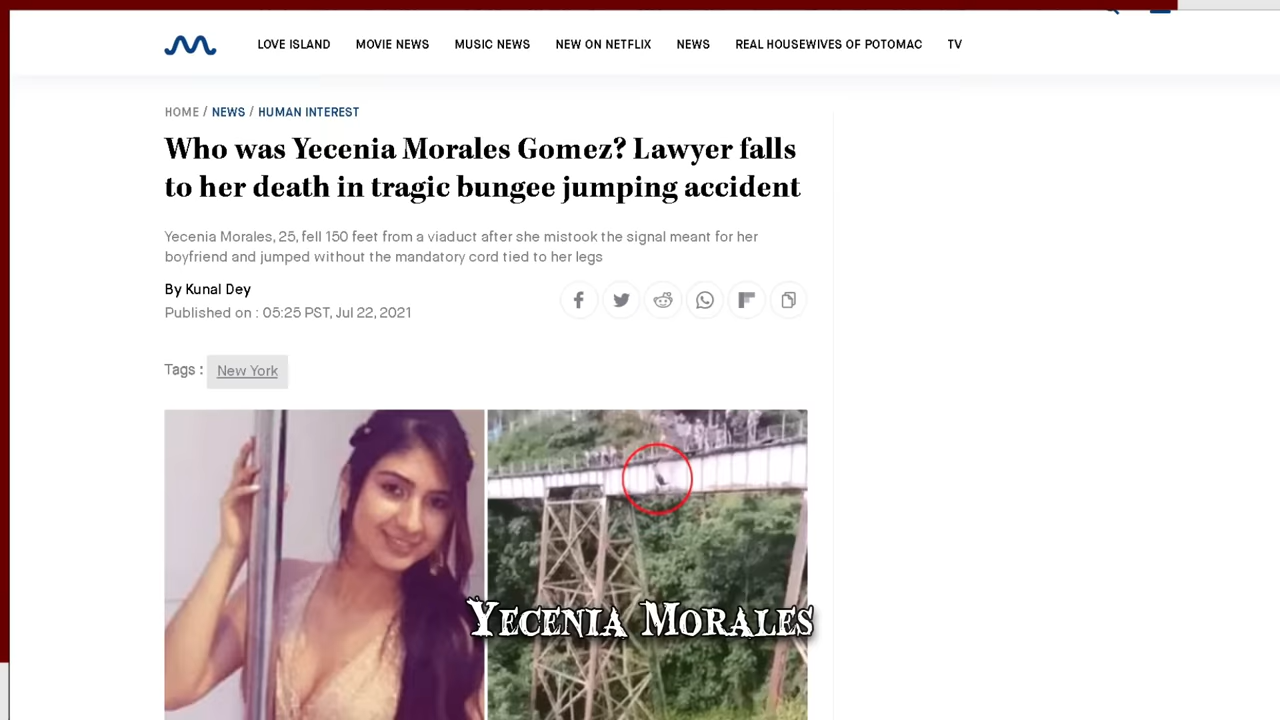 LOVE ISLAND MOVIE NEWS MUSIC NEWS NEW ON NETFLIX NEWS REAL HOUSEWIVES OF POTOMAC TV
HOME / NEWS / HUMAN INTEREST
Who was Yecenia Morales Gomez? Lawyer falls
to her death in tragic bungee jumping accident
Yecenia Morales, 25, fell 150 feet from a viaduct after she mistook the signal meant for her
boyfriend and jumped without the mandatory cord tied to her legs
By Kunal Dey
Published on : 05:25 PST, Jul 22, 2021
Tags : New York
YECENIA MORALES